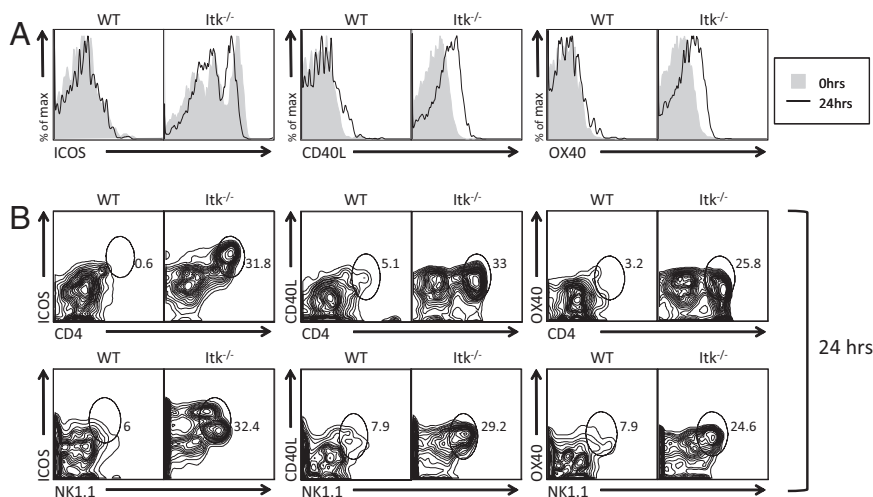 A
WT Itk-/- WT Itk-/- WT Itk-/-
% of max % of max % of max
ICOS CD40L OX40
0hrs
24hrs
B
WT Itk-/- WT Itk-/- WT Itk-/-
ICOS 0.6 31.8 CD40L 5.1 33 OX40 3.2 25.8
CD4 CD4 CD4
24 hrs
WT Itk-/- WT Itk-/- WT Itk-/-
ICOS 6 32.4 CD40L 7.9 29.2 OX40 7.9 24.6
NK1.1 NK1.1 NK1.1